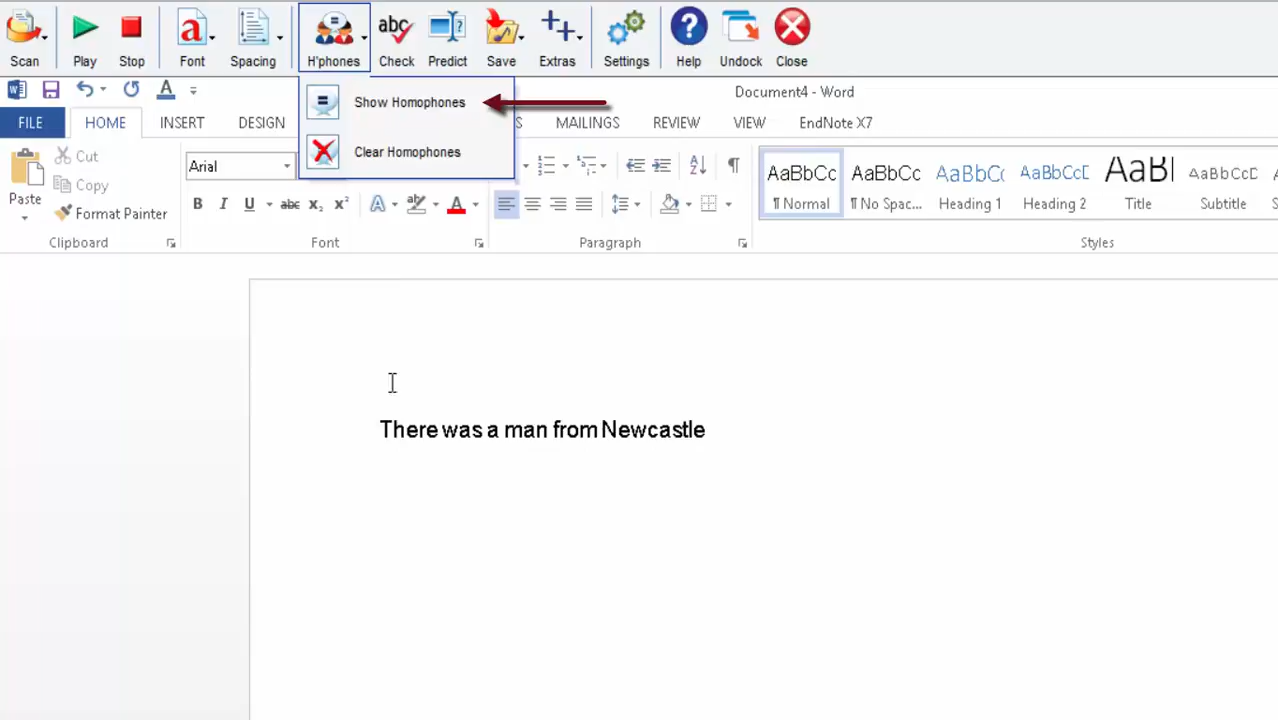 Scan Play Stop Font Spacing H'phones Check Predict Save Extras Settings Help Undock Close
Show Homophones
Clear Homophones
Document4 - Word
FILE HOME INSERT DESIGN S MAILINGS REVIEW VIEW EndNote X7
Paste
Cut
Copy
Format Painter
Clipboard
Arial
Font
Paragraph
AaBbCc AaBbCc AaBbC AaBbCcD AaB AaBbCcD
¶ Normal ¶ No Spac... Heading 1 Heading 2 Title Subtitle S
Styles
There was a man from Newcastle